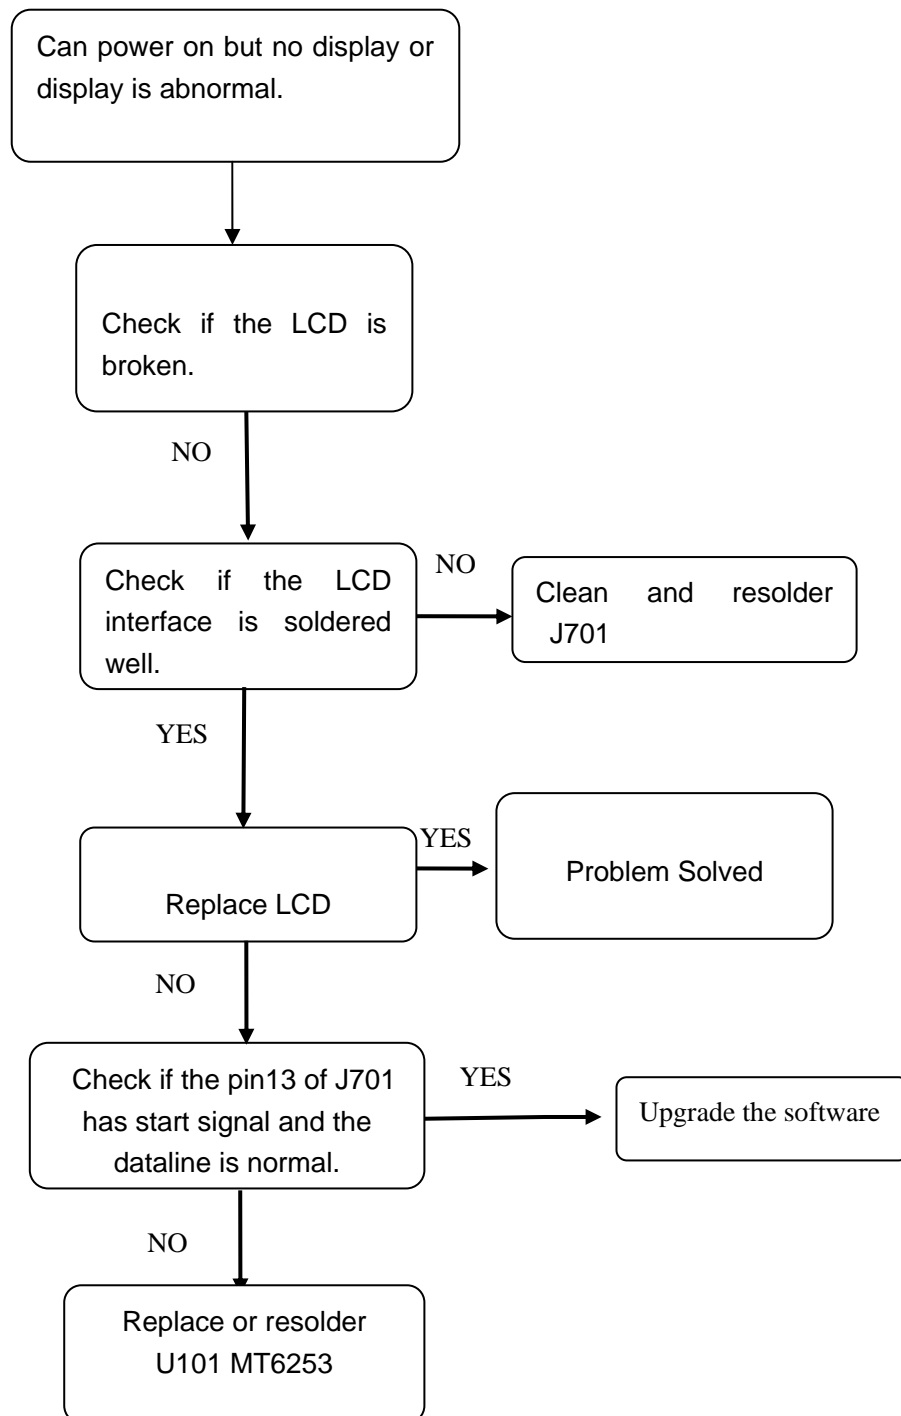 Can power on but no display or
display is abnormal.
Check if the LCD is
broken.
NO
Check if the LCD
interface is soldered
well.
NO
Clean and resolder
J701
YES
Replace LCD
YES
Problem Solved
NO
Check if the pin13 of J701
has start signal and the
dataline is normal.
YES
Upgrade the software
NO
Replace or resolder
U101 MT6253